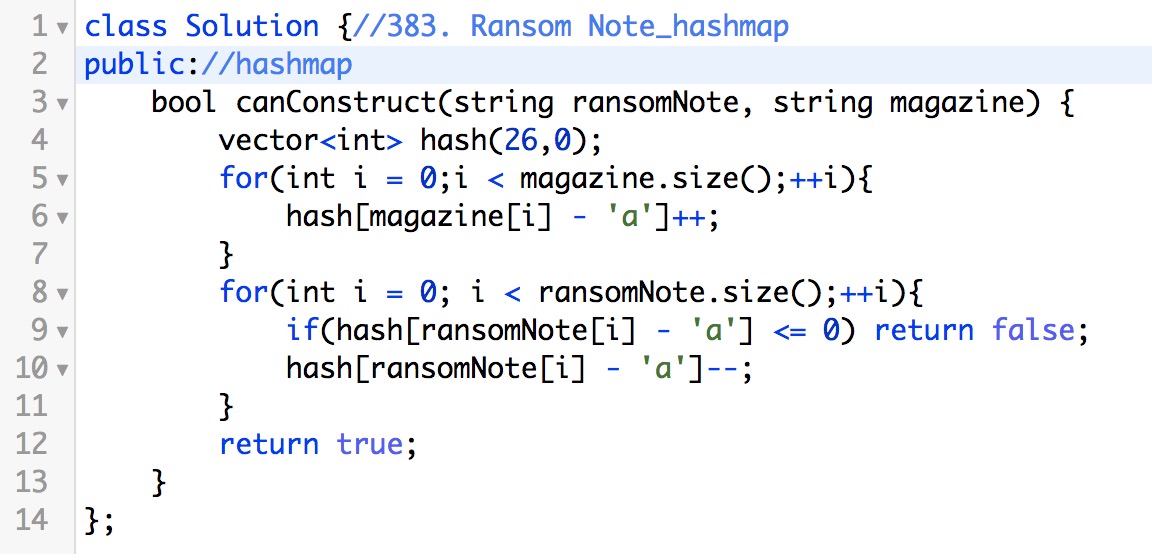 1 class Solution {//383. Ransom Note_hashmap
2 public://hashmap
3     bool canConstruct(string ransomNote, string magazine) {
4         vector<int> hash(26,0);
5         for(int i = 0;i < magazine.size();++i){
6             hash[magazine[i] - 'a']++;
7         }
8         for(int i = 0; i < ransomNote.size();++i){
9             if(hash[ransomNote[i] - 'a'] <= 0) return false;
10             hash[ransomNote[i] - 'a']--;
11         }
12         return true;
13     }
14 };